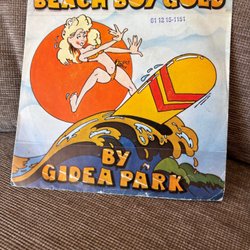 BEACH BOY GOLD
01 12 15-1151
BY
GIDEA PARK